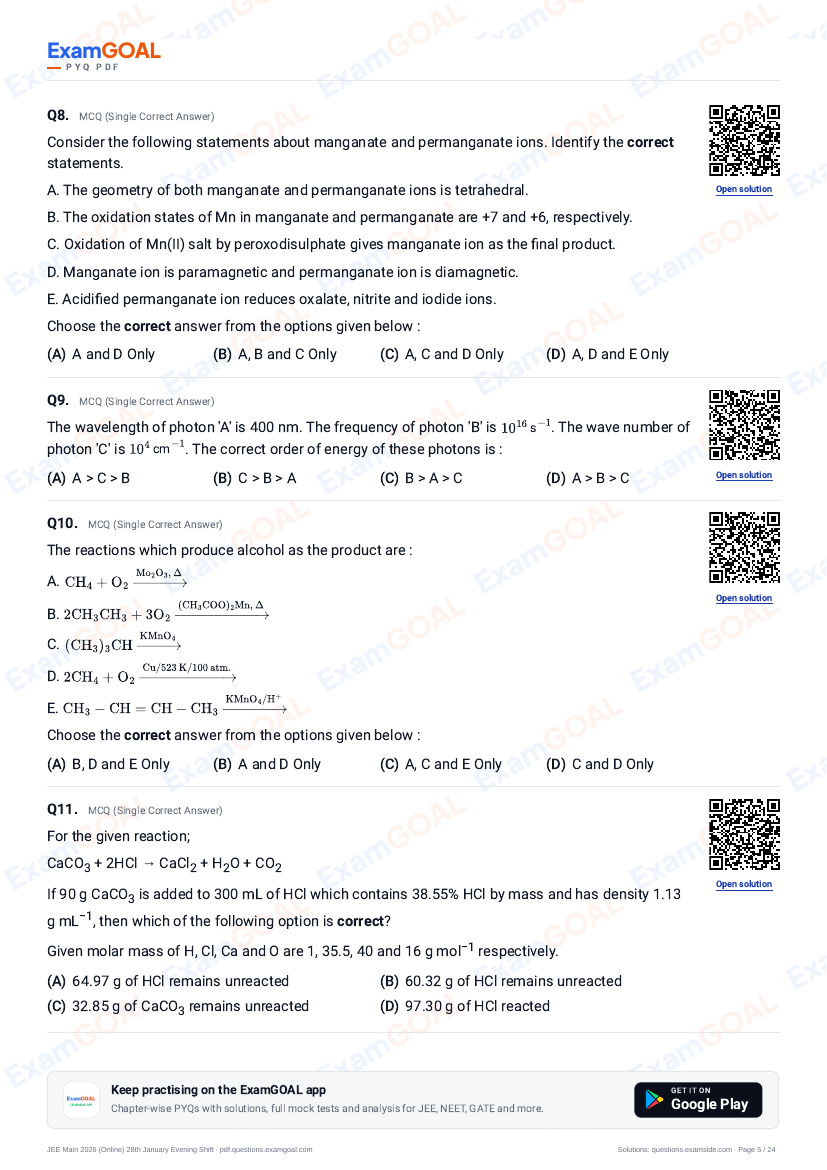 ExamGOAL
PYQ PDF
Q8. MCQ (Single Correct Answer)
Consider the following statements about manganate and permanganate ions. Identify the correct
statements.
Open solution
A. The geometry of both manganate and permanganate ions is tetrahedral.
B. The oxidation states of Mn in manganate and permanganate are +7 and +6, respectively.
C. Oxidation of Mn(II) salt by peroxodisulphate gives manganate ion as the final product.
D. Manganate ion is paramagnetic and permanganate ion is diamagnetic.
E. Acidified permanganate ion reduces oxalate, nitrite and iodide ions.
Choose the correct answer from the options given below :
(A) A and D Only (B) A, B and C Only (C) A, C and D Only (D) A, D and E Only
Q9. MCQ (Single Correct Answer)
The wavelength of photon 'A' is 400 nm. The frequency of photon 'B' is 10¹⁶ s⁻¹. The wave number of
photon 'C' is 10⁴ cm⁻¹. The correct order of energy of these photons is :
Open solution
(A) A > C > B (B) C > B > A (C) B > A > C (D) A > B > C
Q10. MCQ (Single Correct Answer)
The reactions which produce alcohol as the product are :
Open solution
A. CH₄ + O₂ —Mo₂O₃, Δ→
B. 2CH₃CH₃ + 3O₂ —(CH₃COO)₂Mn, Δ→
C. (CH₃)₃CH —KMnO₄→
D. 2CH₄ + O₂ —Cu/523 K/100 atm.→
E. CH₃ − CH = CH − CH₃ —KMnO₄/H⁺→
Choose the correct answer from the options given below :
(A) B, D and E Only (B) A and D Only (C) A, C and E Only (D) C and D Only
Q11. MCQ (Single Correct Answer)
For the given reaction;
CaCO₃ + 2HCl → CaCl₂ + H₂O + CO₂
Open solution
If 90 g CaCO₃ is added to 300 mL of HCl which contains 38.55% HCl by mass and has density 1.13
g mL⁻¹, then which of the following option is correct?
Given molar mass of H, Cl, Ca and O are 1, 35.5, 40 and 16 g mol⁻¹ respectively.
(A) 64.97 g of HCl remains unreacted (B) 60.32 g of HCl remains unreacted
(C) 32.85 g of CaCO₃ remains unreacted (D) 97.30 g of HCl reacted
Keep practising on the ExamGOAL app
Chapter-wise PYQs with solutions, full mock tests and analysis for JEE, NEET, GATE and more.
ExamGOAL
GET IT ON
Google Play
JEE Main 2026 (Online) 28th January Evening Shift · pdf.questions.examgoal.com
Solutions: questions.examside.com · Page 5 / 24